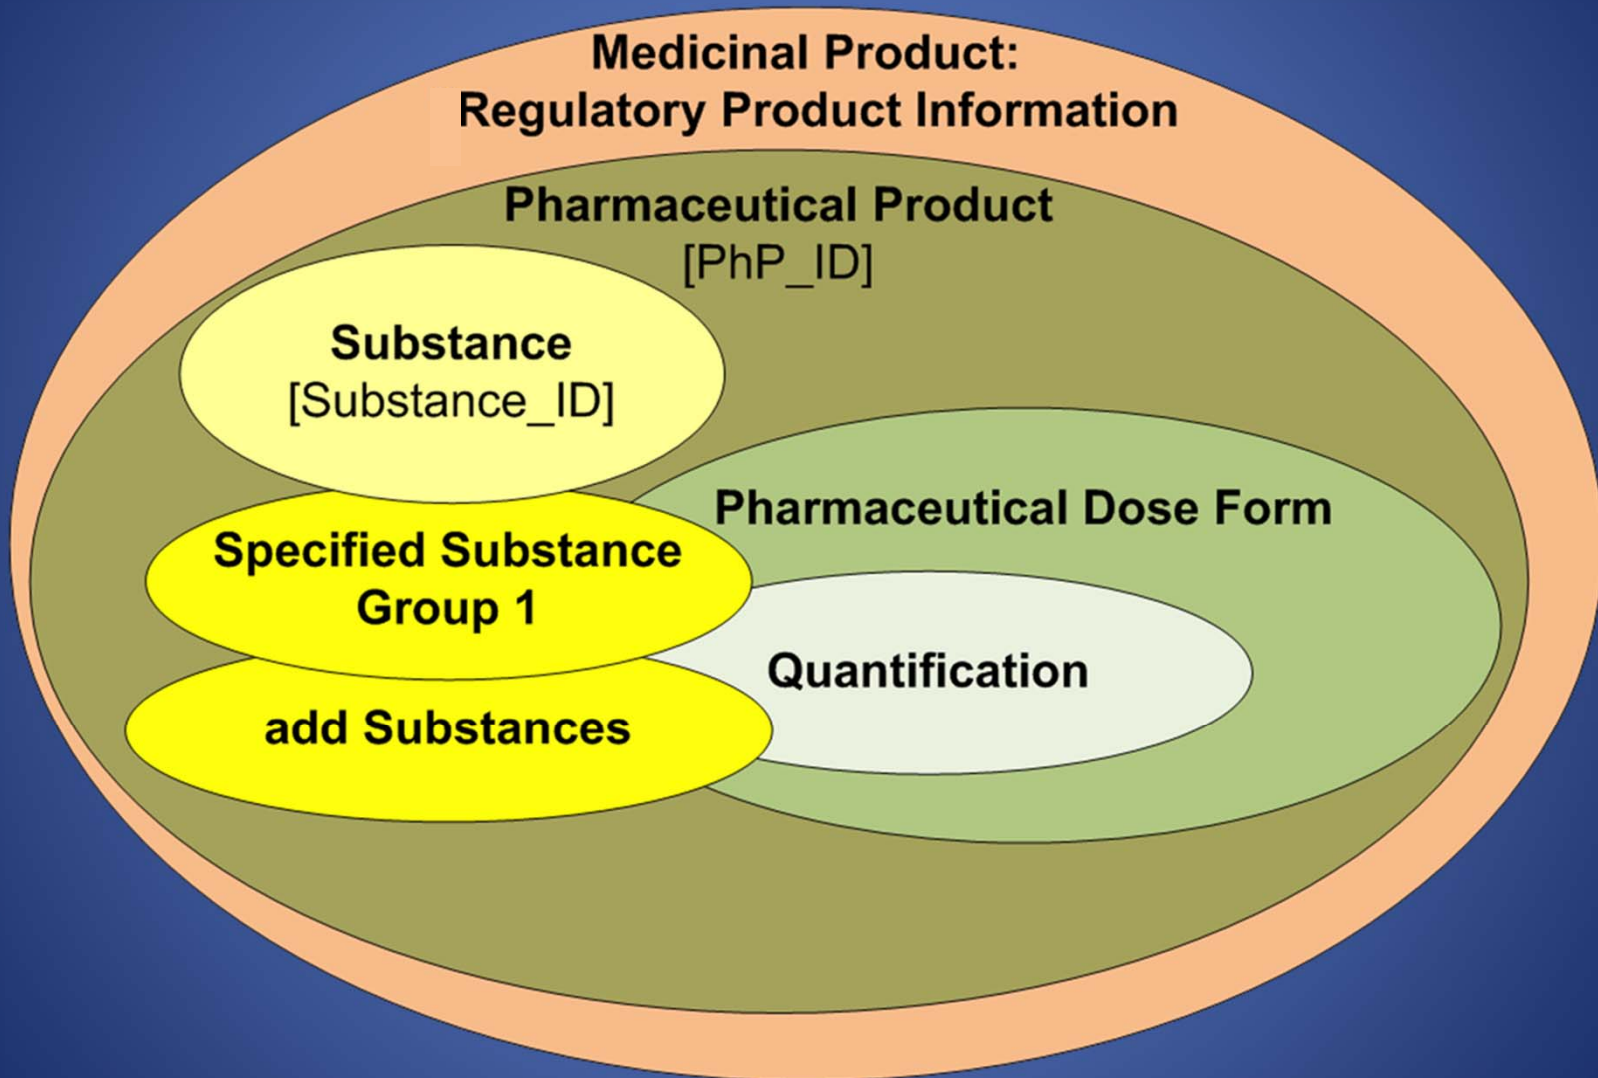 Medicinal Product:
Regulatory Product Information
Pharmaceutical Product
[PhP_ID]
Substance
[Substance_ID]
Pharmaceutical Dose Form
Specified Substance
Group 1
Quantification
add Substances